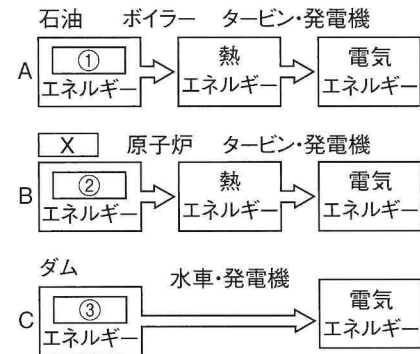 石油 ボイラー タービン・発電機
A ① エネルギー 熱 エネルギー 電気 エネルギー
X 原子炉 タービン・発電機
B ② エネルギー 熱 エネルギー 電気 エネルギー
ダム 水車・発電機
C ③ エネルギー 電気 エネルギー